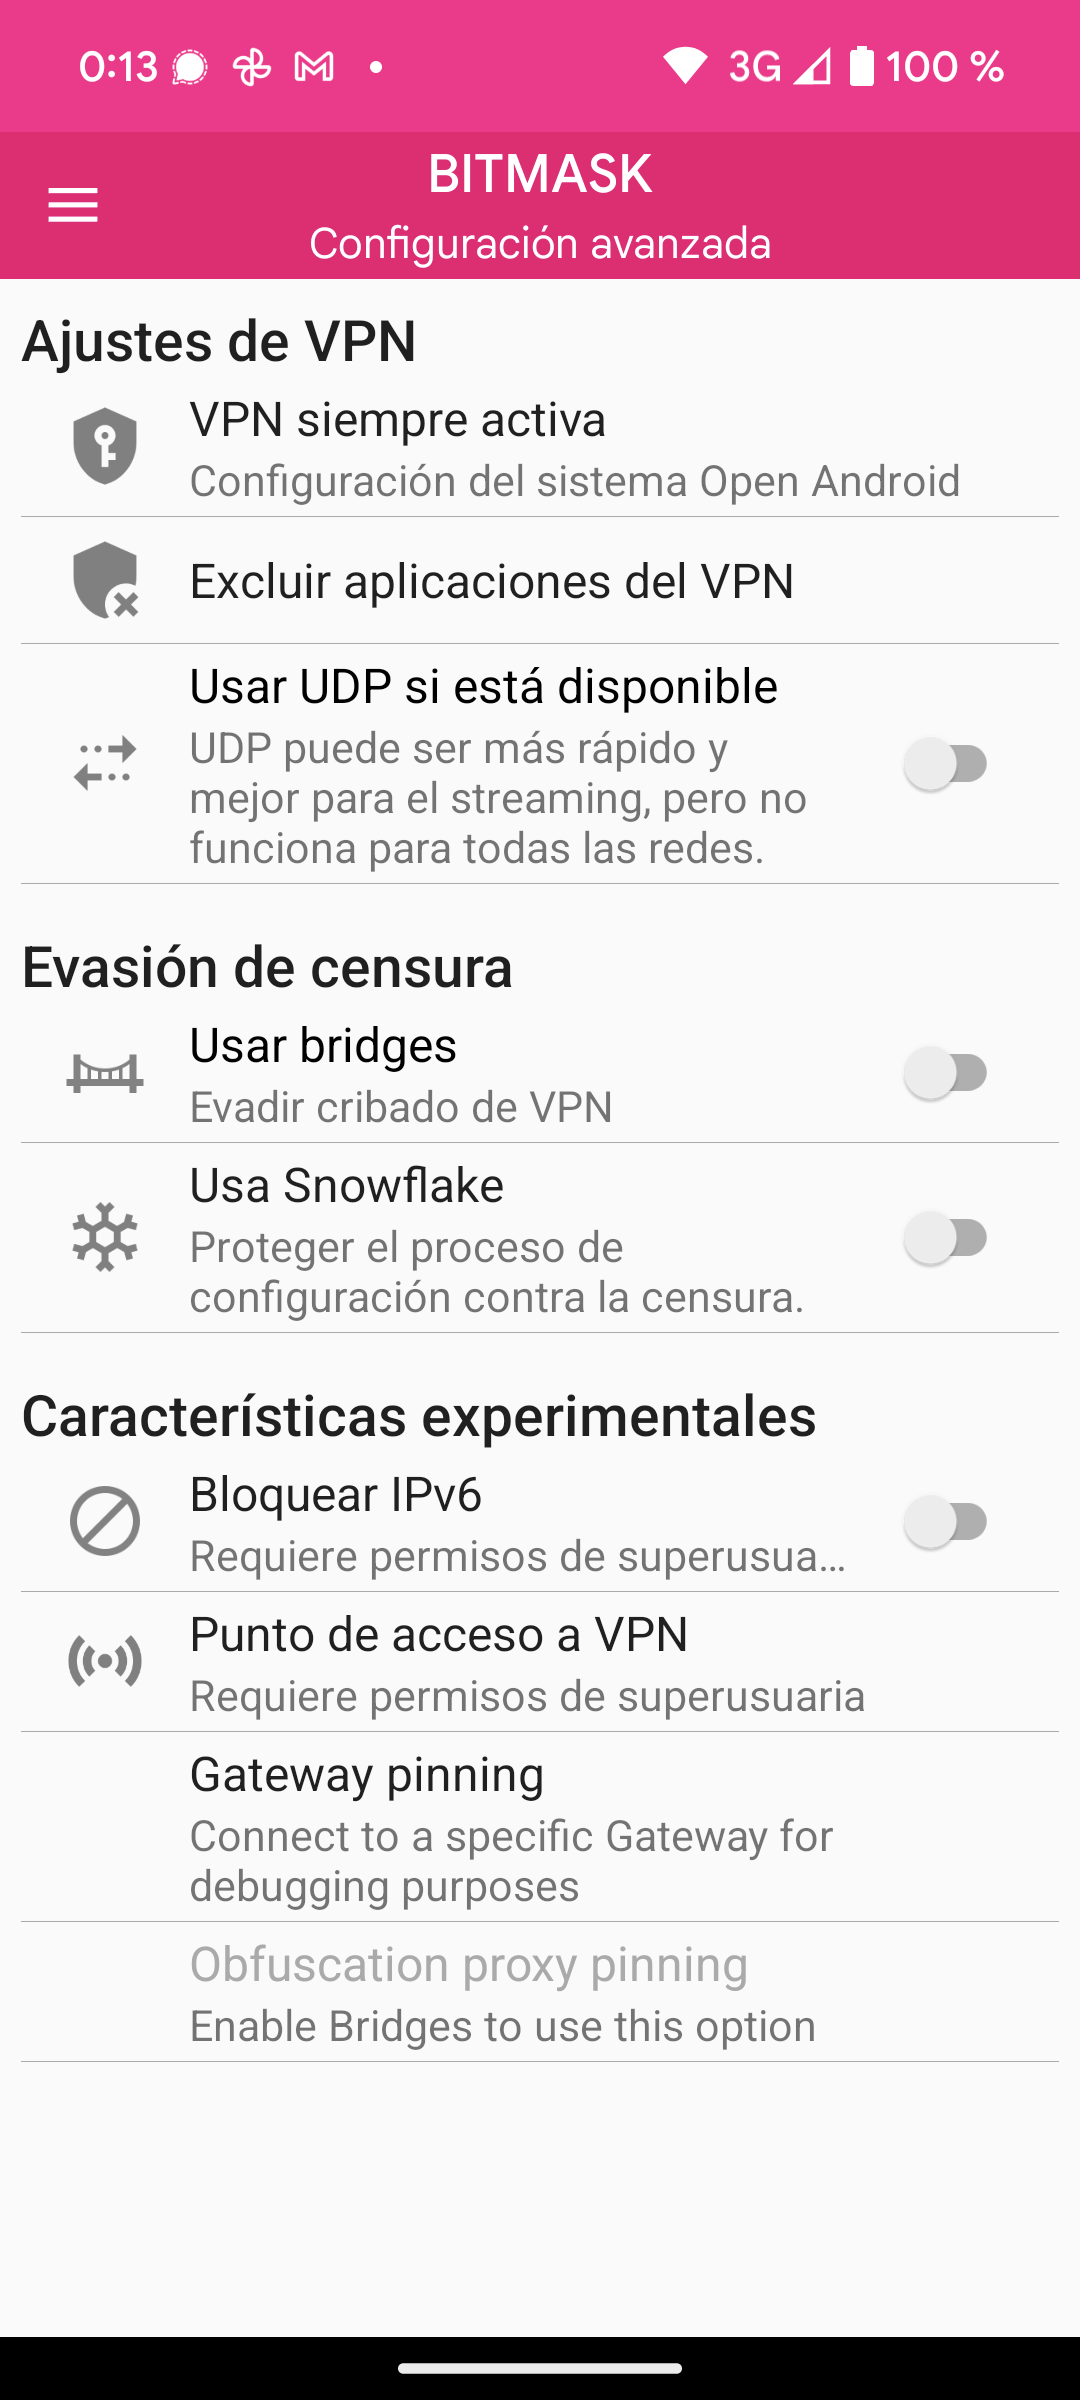 0:13
3G
100 %
BITMASK
Configuración avanzada
Ajustes de VPN
VPN siempre activa
Configuración del sistema Open Android
Excluir aplicaciones del VPN
Usar UDP si está disponible
UDP puede ser más rápido y
mejor para el streaming, pero no
funciona para todas las redes.
Evasión de censura
Usar bridges
Evadir cribado de VPN
Usa Snowflake
Proteger el proceso de
configuración contra la censura.
Características experimentales
Bloquear IPv6
Requiere permisos de superusua…
Punto de acceso a VPN
Requiere permisos de superusuaria
Gateway pinning
Connect to a specific Gateway for
debugging purposes
Obfuscation proxy pinning
Enable Bridges to use this option